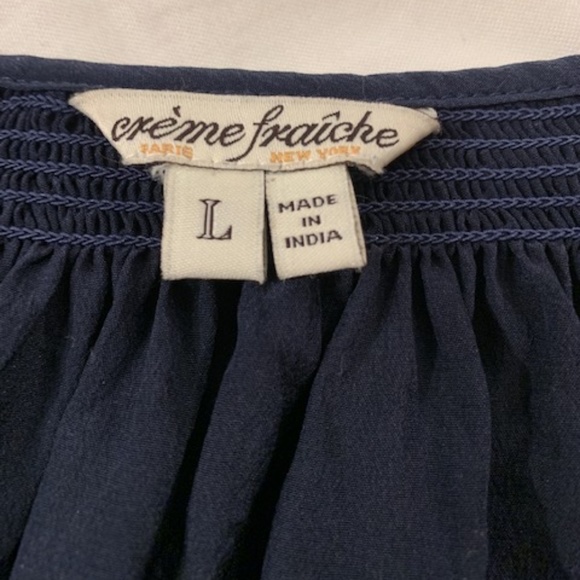 crème fraîche
PARIS NEW YORK
L
MADE
IN
INDIA